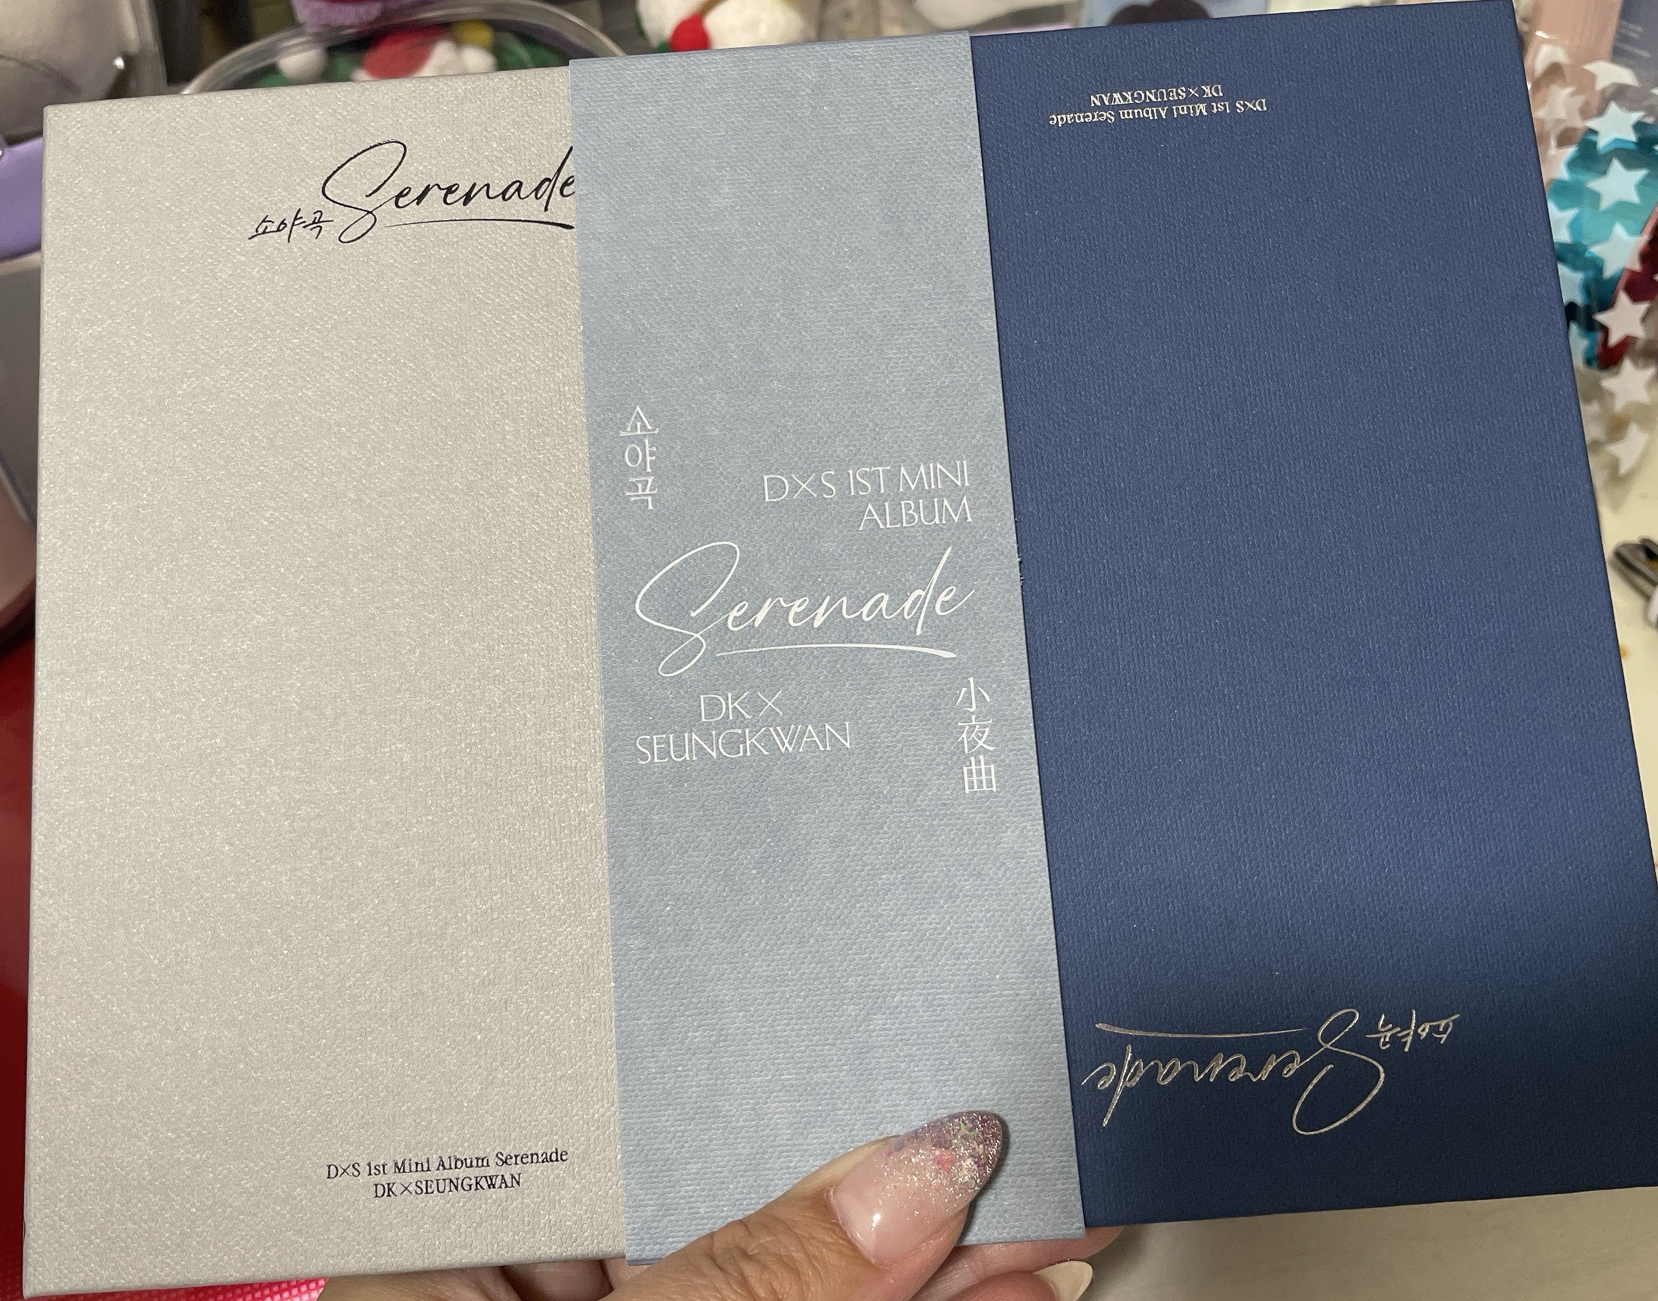 소야곡 Serenade
DXS 1st Mini Album Serenade
DK×SEUNGKWAN
소야곡
D×S 1ST MINI
ALBUM
Serenade
DK×
SEUNGKWAN
小夜曲
소야곡 Serenade
D×S 1st Mini Album Serenade
DK×SEUNGKWAN